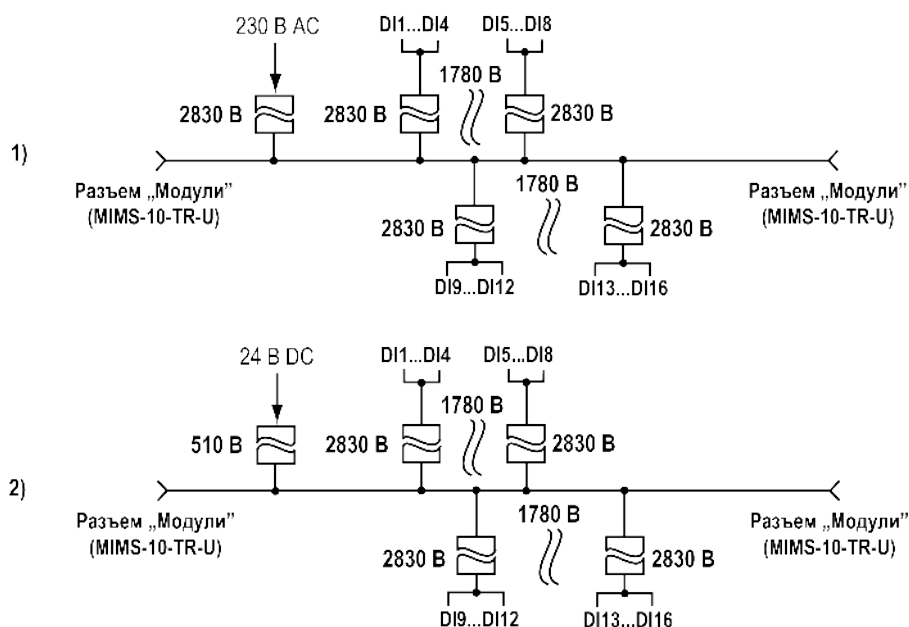 230 В AC
DI1...DI4
DI5...DI8
1780 В
2830 В
2830 В
2830 В
1)
Разъем „Модули”
(MIMS-10-TR-U)
1780 В
Разъем „Модули”
(MIMS-10-TR-U)
2830 В
2830 В
DI9...DI12
DI13...DI16
24 В DC
DI1...DI4
DI5...DI8
1780 В
510 В
2830 В
2830 В
2)
Разъем „Модули”
(MIMS-10-TR-U)
1780 В
Разъем „Модули”
(MIMS-10-TR-U)
2830 В
2830 В
DI9...DI12
DI13...DI16